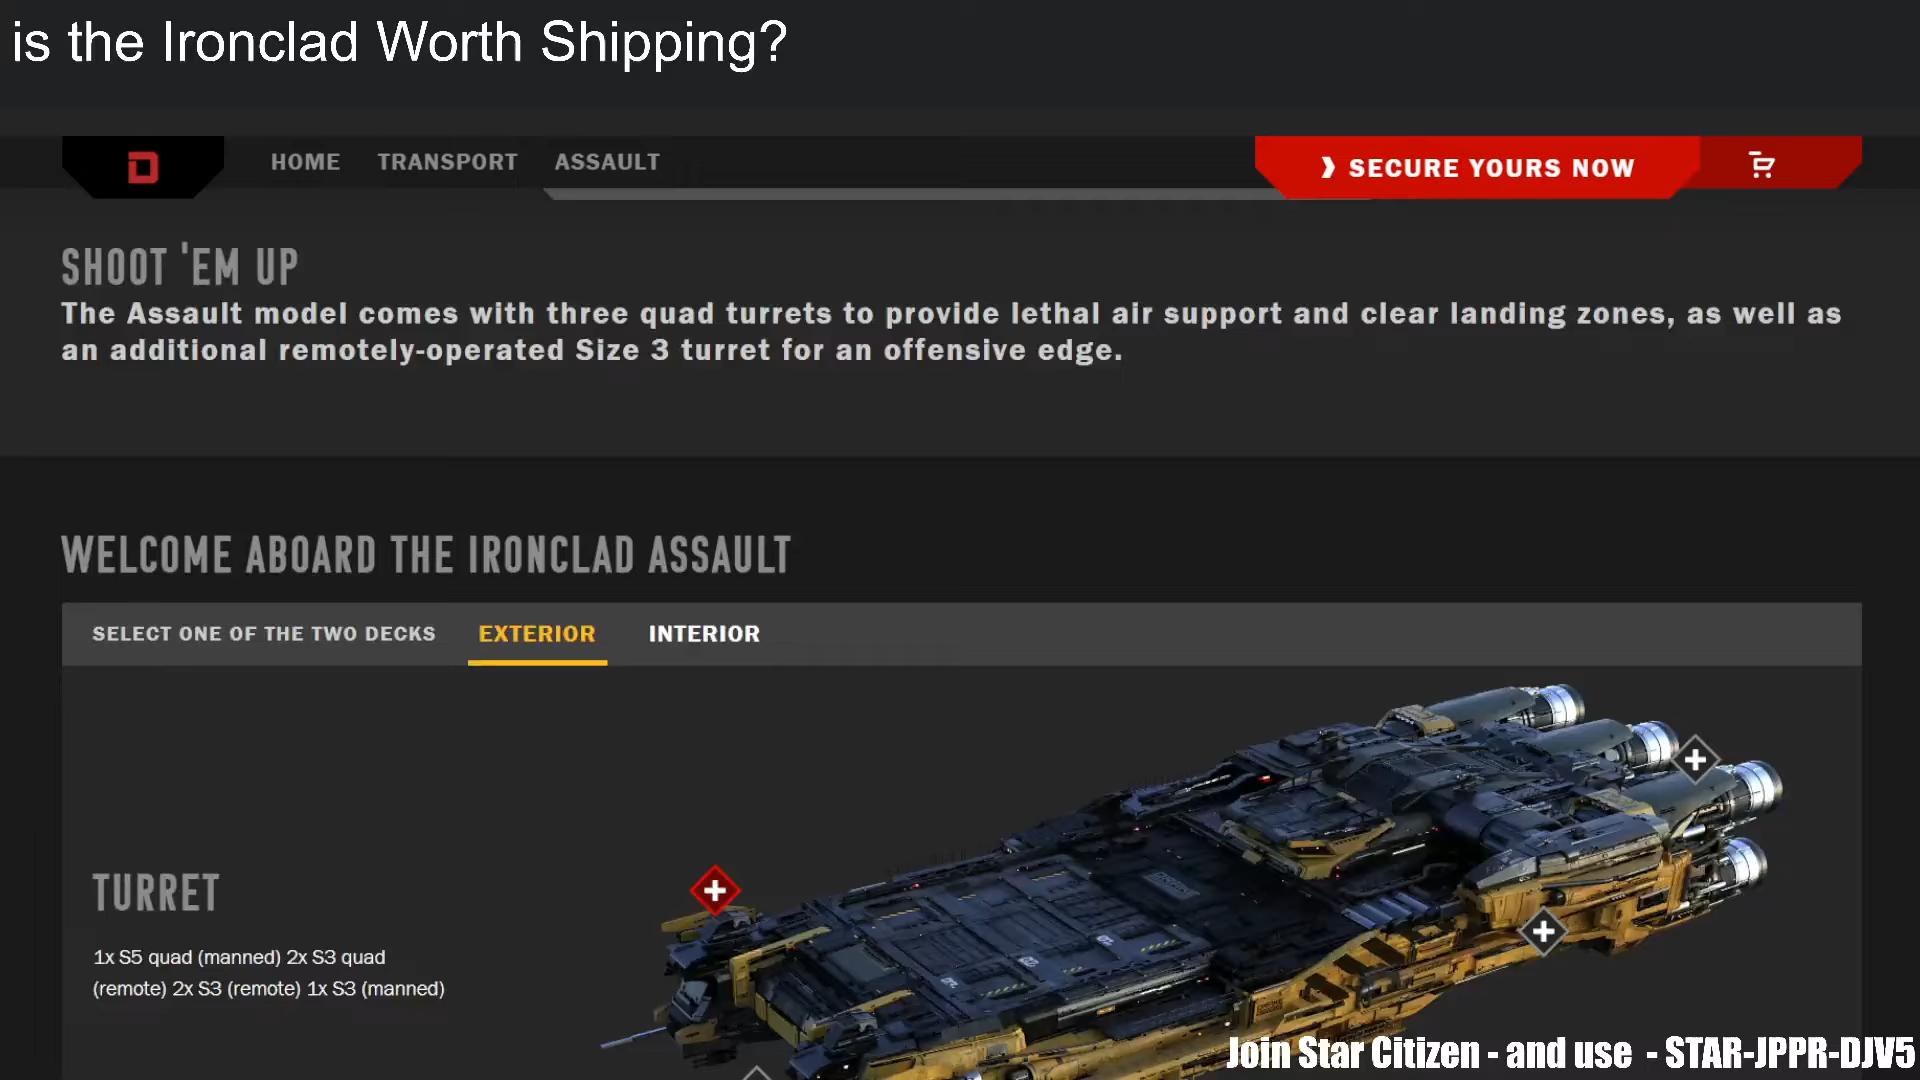 is the Ironclad Worth Shipping?
HOME TRANSPORT ASSAULT
SECURE YOURS NOW
SHOOT 'EM UP
The Assault model comes with three quad turrets to provide lethal air support and clear landing zones, as well as
an additional remotely-operated Size 3 turret for an offensive edge.
WELCOME ABOARD THE IRONCLAD ASSAULT
SELECT ONE OF THE TWO DECKS EXTERIOR INTERIOR
TURRET
1x S5 quad (manned) 2x S3 quad
(remote) 2x S3 (remote) 1x S3 (manned)
Join Star Citizen - and use - STAR-JPPR-DJV5